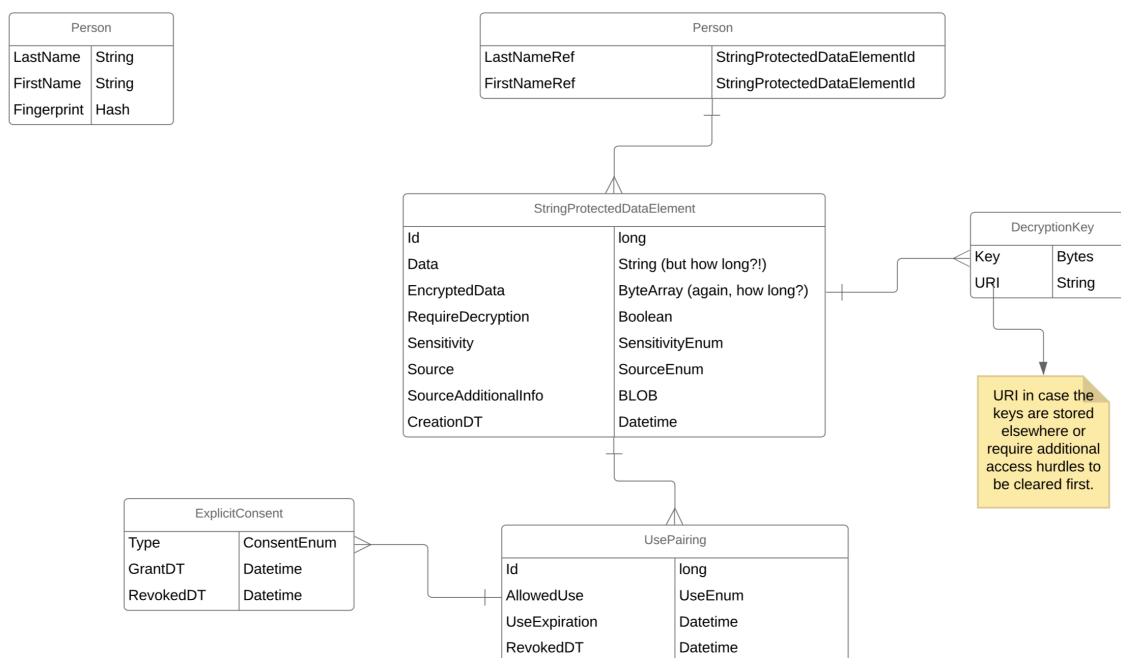 Person
LastName String
FirstName String
Fingerprint Hash
Person
LastNameRef StringProtectedDataElementId
FirstNameRef StringProtectedDataElementId
StringProtectedDataElement
Id long
Data String (but how long?!)
EncryptedData ByteArray (again, how long?)
RequireDecryption Boolean
Sensitivity SensitivityEnum
Source SourceEnum
SourceAdditionalInfo BLOB
CreationDT Datetime
DecryptionKey
Key Bytes
URI String
URI in case the
keys are stored
elsewhere or
require additional
access hurdles to
be cleared first.
ExplicitConsent
Type ConsentEnum
GrantDT Datetime
RevokedDT Datetime
UsePairing
Id long
AllowedUse UseEnum
UseExpiration Datetime
RevokedDT Datetime